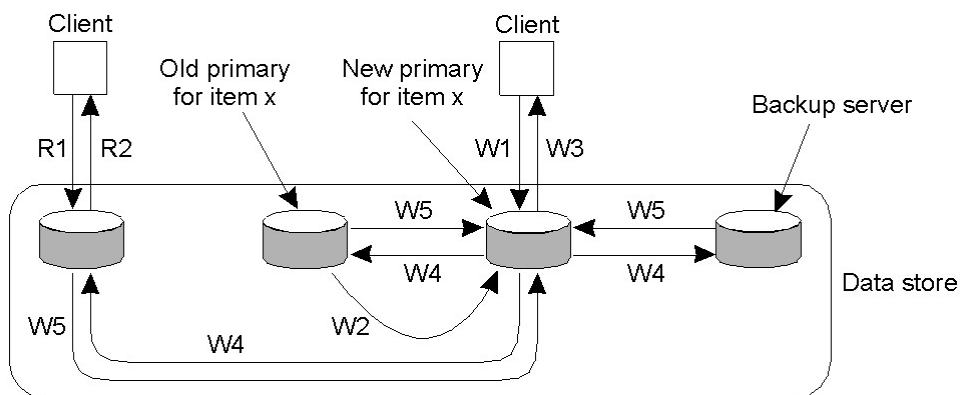 Client
Client
Old primary
for item x
New primary
for item x
Backup server
R1
R2
W1
W3
W5
W5
W4
W4
Data store
W5
W2
W4